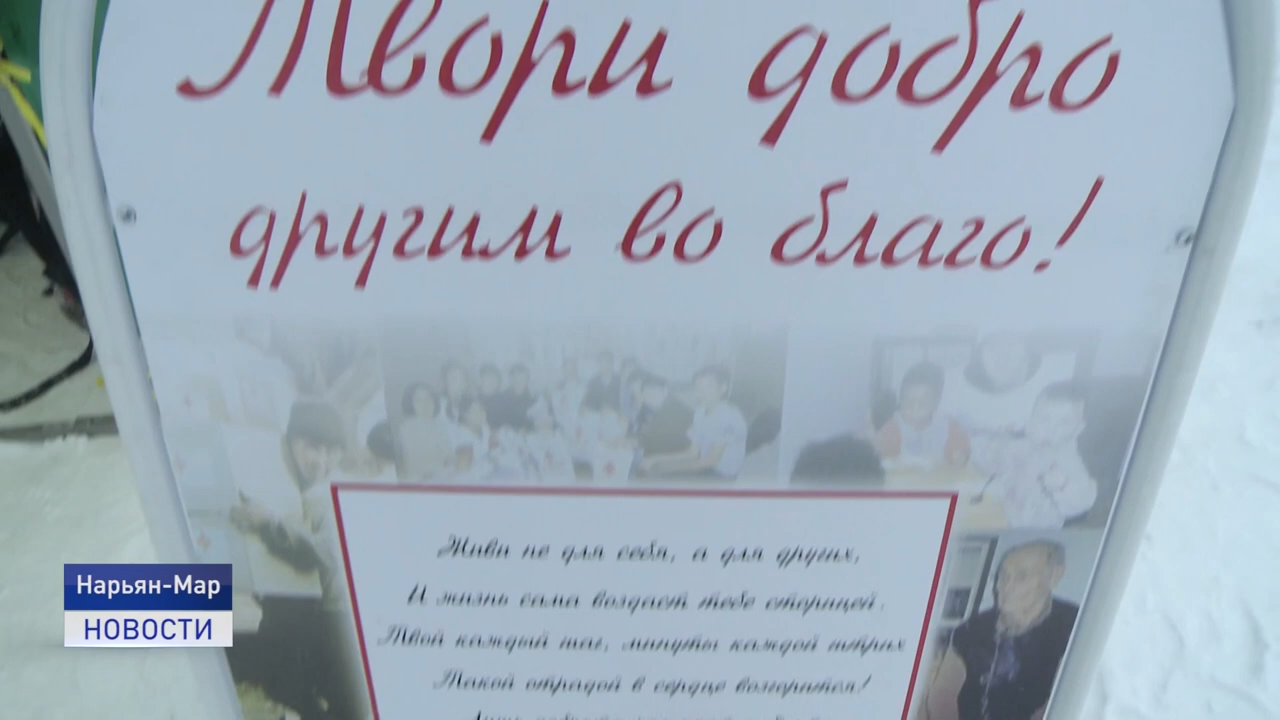 Твори добро
другим во благо!
Живи не для себя, а для других,
И жизнь сама воздаст тебе сторицей.
Твой каждый шаг, минуты каждой штрих
Такой отрадой в сердце возгорится!
Нарьян-Мар
НОВОСТИ